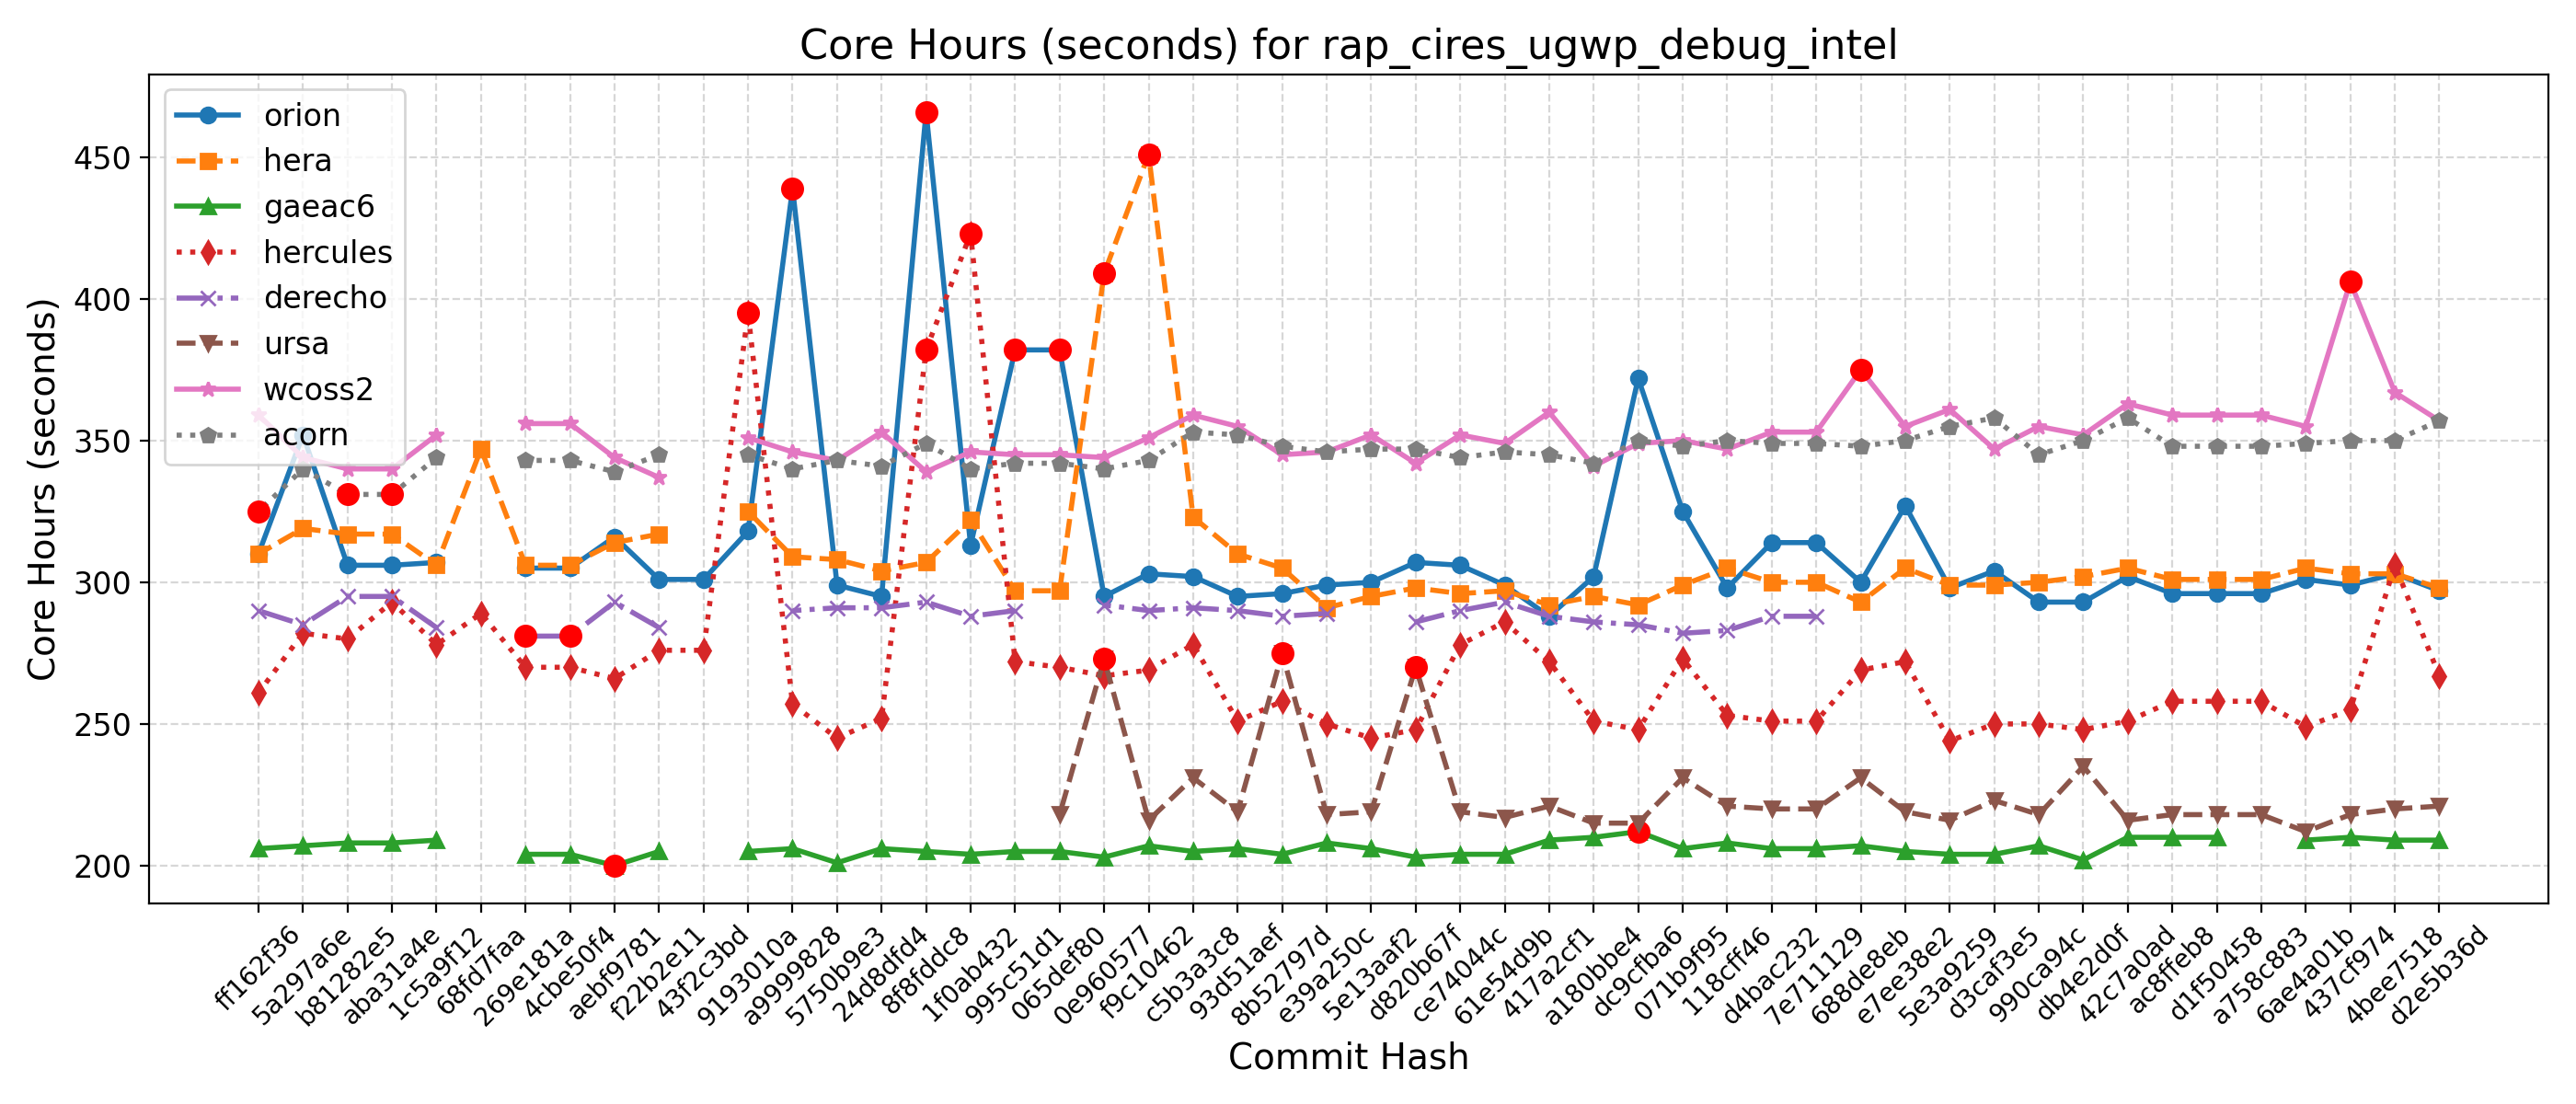 Core Hours (seconds) for rap_cires_ugwp_debug_intel
Core Hours (seconds)
450
400
350
300
250
200
orion
hera
gaeac6
hercules
derecho
ursa
wcoss2
acorn
ff162f36
5a297a6e
b81282e5
aba31a4e
1c5a9f12
68fd7faa
269e181a
4cbe50f4
aebf9781
f22b2e11
43f2c3bd
9193010a
a9999828
5750b9e3
24d8dfd4
8f8fddc8
1f0ab432
995c51d1
065def80
0e960577
f9c10462
c5b3a3c8
93d51aef
8b52797d
e39a250c
5e13aaf2
d820b67f
ce74044c
61e54d9b
417a2cf1
a180bbe4
dc9cfba6
071b9f95
118cff46
d4bac232
7e711129
688de8eb
e7ee38e2
5e3a9259
d3caf3e5
990ca94c
db4e2d0f
42c7a0ad
ac8ffeb8
d1f50458
a758c883
6ae4a01b
437cf974
4bee7518
d2e5b36d
Commit Hash